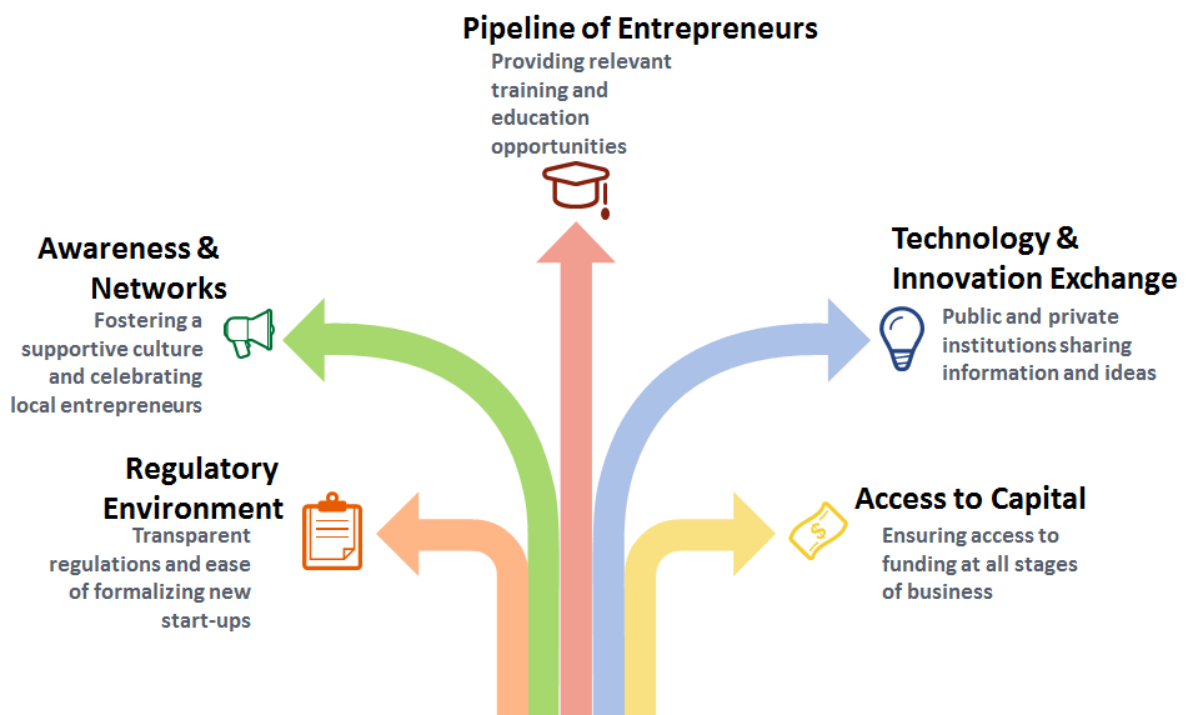 Pipeline of Entrepreneurs
Providing relevant
training and
education
opportunities
Awareness &
Networks
Fostering a
supportive culture
and celebrating
local entrepreneurs
Technology &
Innovation Exchange
Public and private
institutions sharing
information and ideas
Regulatory
Environment
Transparent
regulations and ease
of formalizing new
start-ups
$
Access to Capital
Ensuring access to
funding at all stages
of business